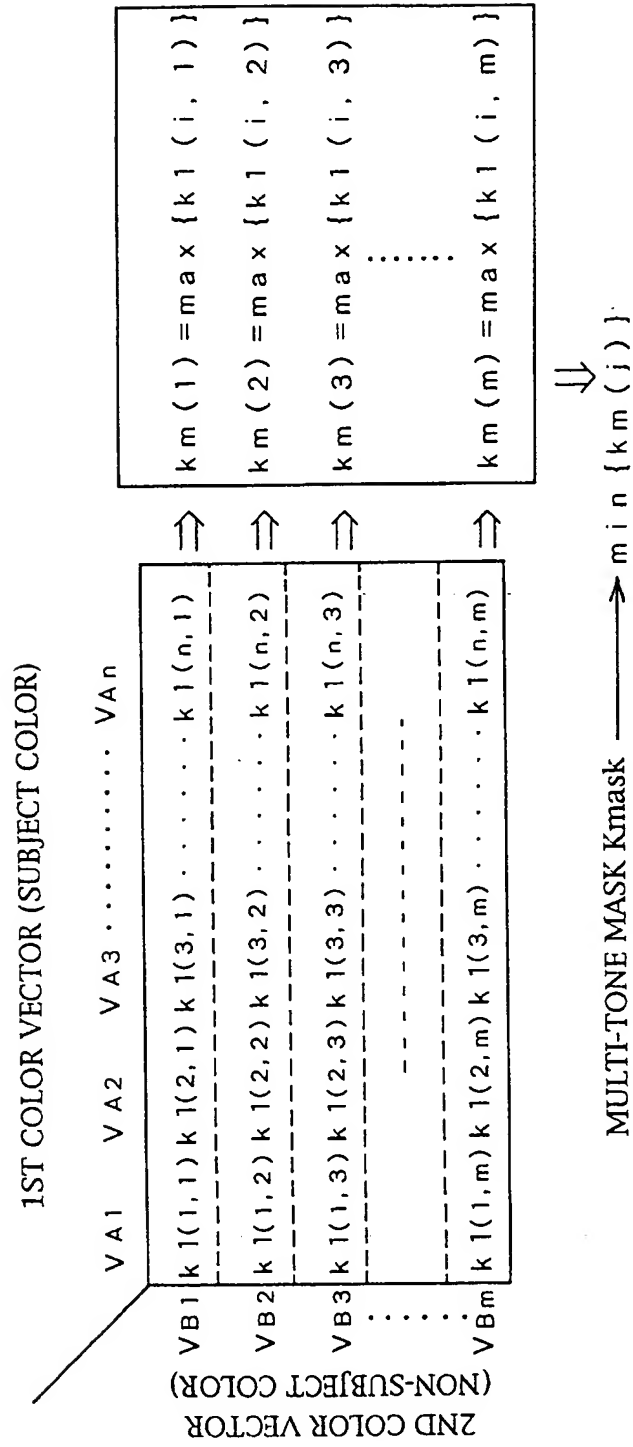 1ST COLOR VECTOR (SUBJECT COLOR)
VA1 VA2 VA3 ········· VAn
2ND COLOR VECTOR
(NON-SUBJECT COLOR)
VB1 k1(1,1) k1(2,1) k1(3,1) ········ k1(n,1) ⇒ km(1)=max{k1(i, 1)}
VB2 k1(1,2) k1(2,2) k1(3,2) ········ k1(n,2) ⇒ km(2)=max{k1(i, 2)}
VB3 k1(1,3) k1(2,3) k1(3,3) ········ k1(n,3) ⇒ km(3)=max{k1(i, 3)}
VBm k1(1,m) k1(2,m) k1(3,m) ········ k1(n,m) ⇒ km(m)=max{k1(i, m)}
MULTI-TONE MASK Kmask → min{km(j)}